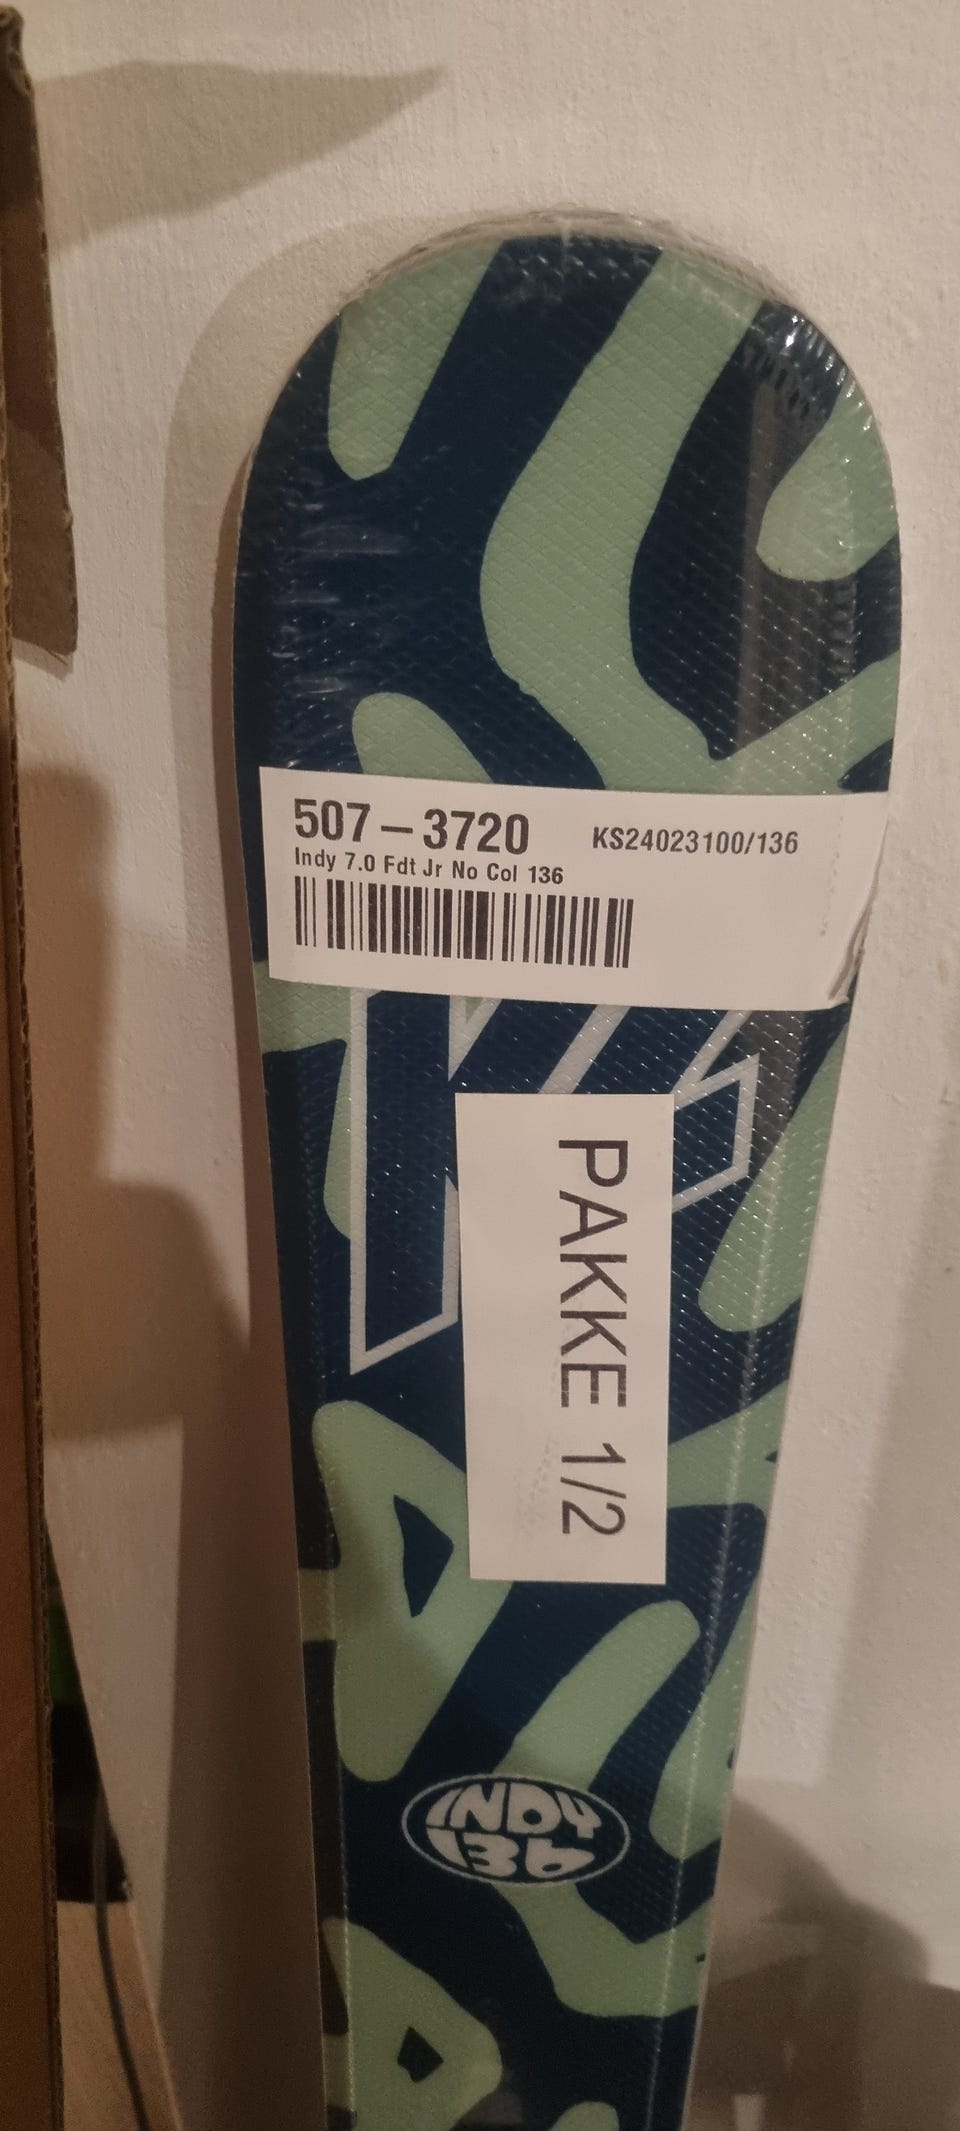 507–3720 KS24023100/136
Indy 7.0 Fdt Jr No Col 136
PAKKE 1/2
INDY
136